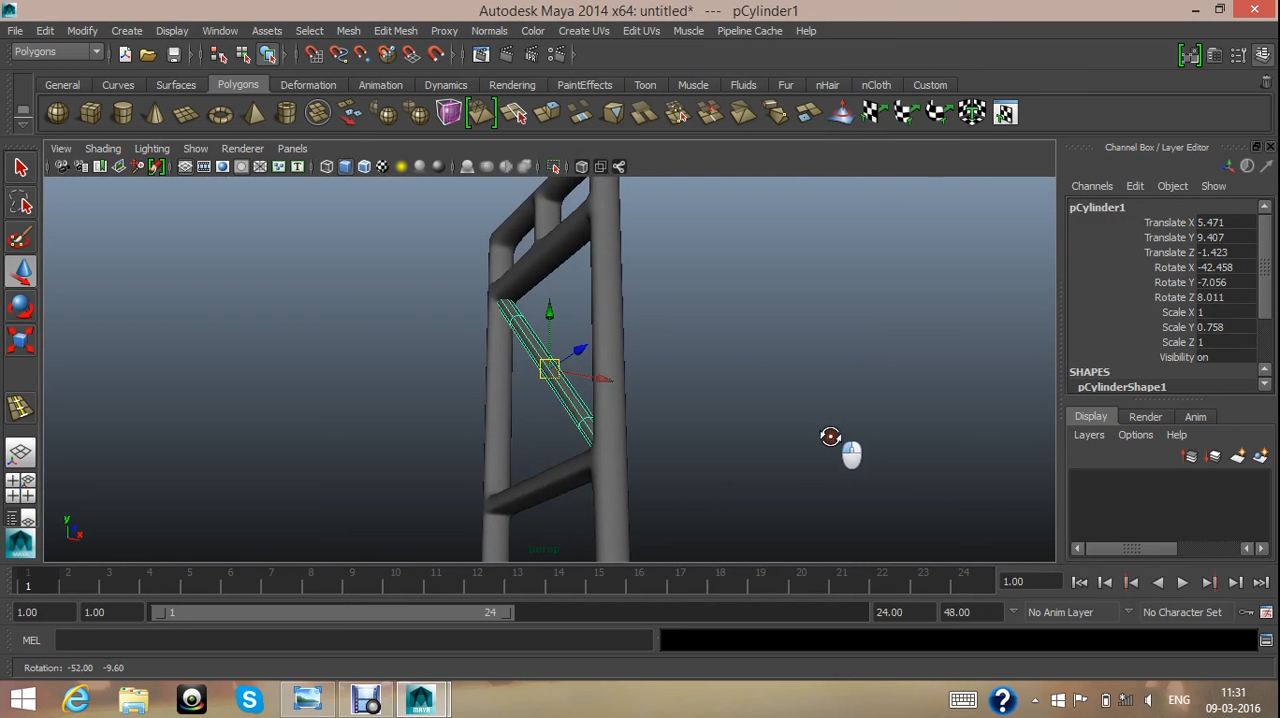 Autodesk Maya 2014 x64: untitled* --- pCylinder1
File Edit Modify Create Display Window Assets Select Mesh Edit Mesh Proxy Normals Color Create UVs Edit UVs Muscle Pipeline Cache Help
Polygons
General Curves Surfaces Polygons Deformation Animation Dynamics Rendering PaintEffects Toon Muscle Fluids Fur nHair nCloth Custom
View Shading Lighting Show Renderer Panels
Channel Box / Layer Editor
Channels Edit Object Show
pCylinder1
Translate X 5.471
Translate Y 9.407
Translate Z -1.423
Rotate X -42.458
Rotate Y -7.056
Rotate Z 8.011
Scale X 1
Scale Y 0.758
Scale Z 1
Visibility on
SHAPES
pCylinderShape1
Display Render Anim
Layers Options Help
y
z
x
persp
1 2 3 4 5 6 7 8 9 10 11 12 13 14 15 16 17 18 19 20 21 22 23 24
1
1.00
1.00 1.00 1 24 24.00 48.00 No Anim Layer No Character Set
MEL
Rotation: -52.00 -9.60
MAYA
ENG
11:31
09-03-2016